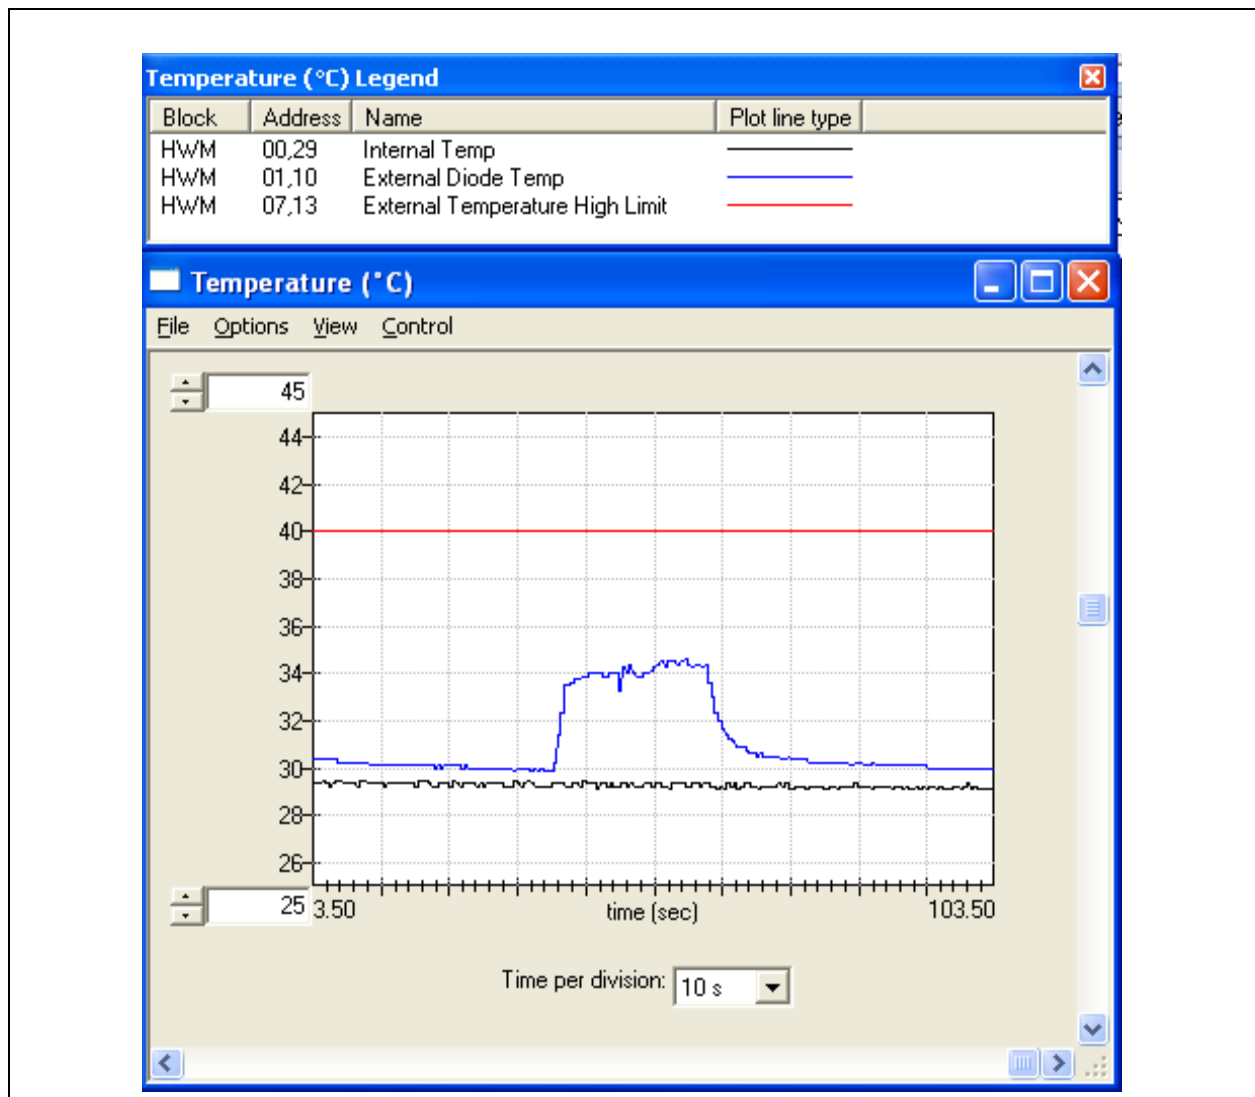 Temperature (°C) Legend
Block Address Name Plot line type
HWM 00,29 Internal Temp
HWM 01,10 External Diode Temp
HWM 07,13 External Temperature High Limit
Temperature (°C)
File Options View Control
45
44
42
40
38
36
34
32
30
28
26
25 3.50 time (sec) 103.50
Time per division: 10 s